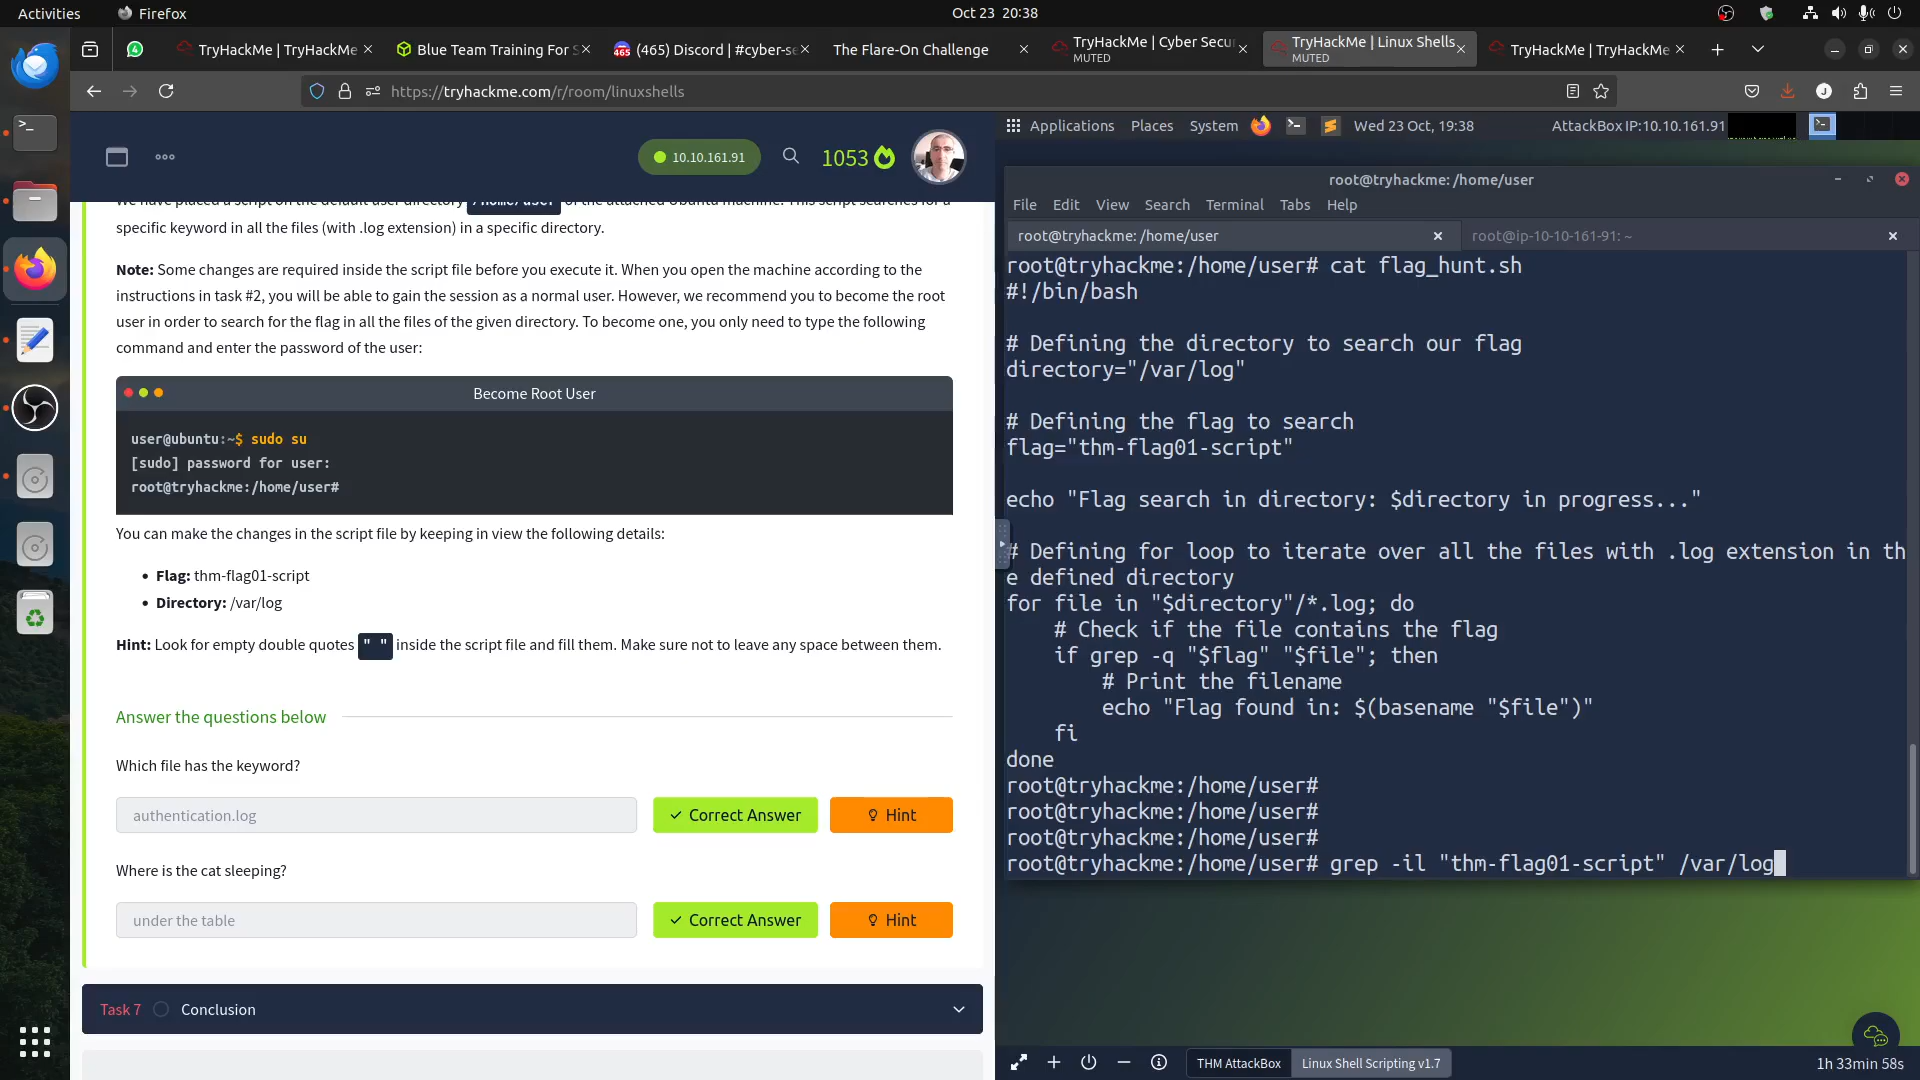 Activities
Firefox
Oct 23 20:38
TryHackMe | TryHackMe
Blue Team Training For S
(465) Discord | #cyber-se
The Flare-On Challenge
TryHackMe | Cyber Secu
MUTED
TryHackMe | Linux Shells
MUTED
TryHackMe | TryHackMe
https://tryhackme.com/r/room/linuxshells
10.10.161.91
1053
specific keyword in all the files (with .log extension) in a specific directory.
Note: Some changes are required inside the script file before you execute it. When you open the machine according to the
instructions in task #2, you will be able to gain the session as a normal user. However, we recommend you to become the root
user in order to search for the flag in all the files of the given directory. To become one, you only need to type the following
command and enter the password of the user:
Become Root User
user@ubuntu:~$ sudo su
[sudo] password for user:
root@tryhackme:/home/user#
You can make the changes in the script file by keeping in view the following details:
• Flag: thm-flag01-script
• Directory: /var/log
Hint: Look for empty double quotes " " inside the script file and fill them. Make sure not to leave any space between them.
Answer the questions below
Which file has the keyword?
authentication.log
Correct Answer
Hint
Where is the cat sleeping?
under the table
Correct Answer
Hint
Task 7
Conclusion
Applications
Places
System
Wed 23 Oct, 19:38
AttackBox IP:10.10.161.91
root@tryhackme: /home/user
File Edit View Search Terminal Tabs Help
root@tryhackme: /home/user
root@ip-10-10-161-91: ~
root@tryhackme:/home/user# cat flag_hunt.sh
#!/bin/bash
# Defining the directory to search our flag
directory="/var/log"
# Defining the flag to search
flag="thm-flag01-script"
echo "Flag search in directory: $directory in progress..."
# Defining for loop to iterate over all the files with .log extension in th
e defined directory
for file in "$directory"/*.log; do
# Check if the file contains the flag
if grep -q "$flag" "$file"; then
# Print the filename
echo "Flag found in: $(basename "$file")"
fi
done
root@tryhackme:/home/user#
root@tryhackme:/home/user#
root@tryhackme:/home/user#
root@tryhackme:/home/user# grep -il "thm-flag01-script" /var/log
THM AttackBox
Linux Shell Scripting v1.7
1h 33min 58s